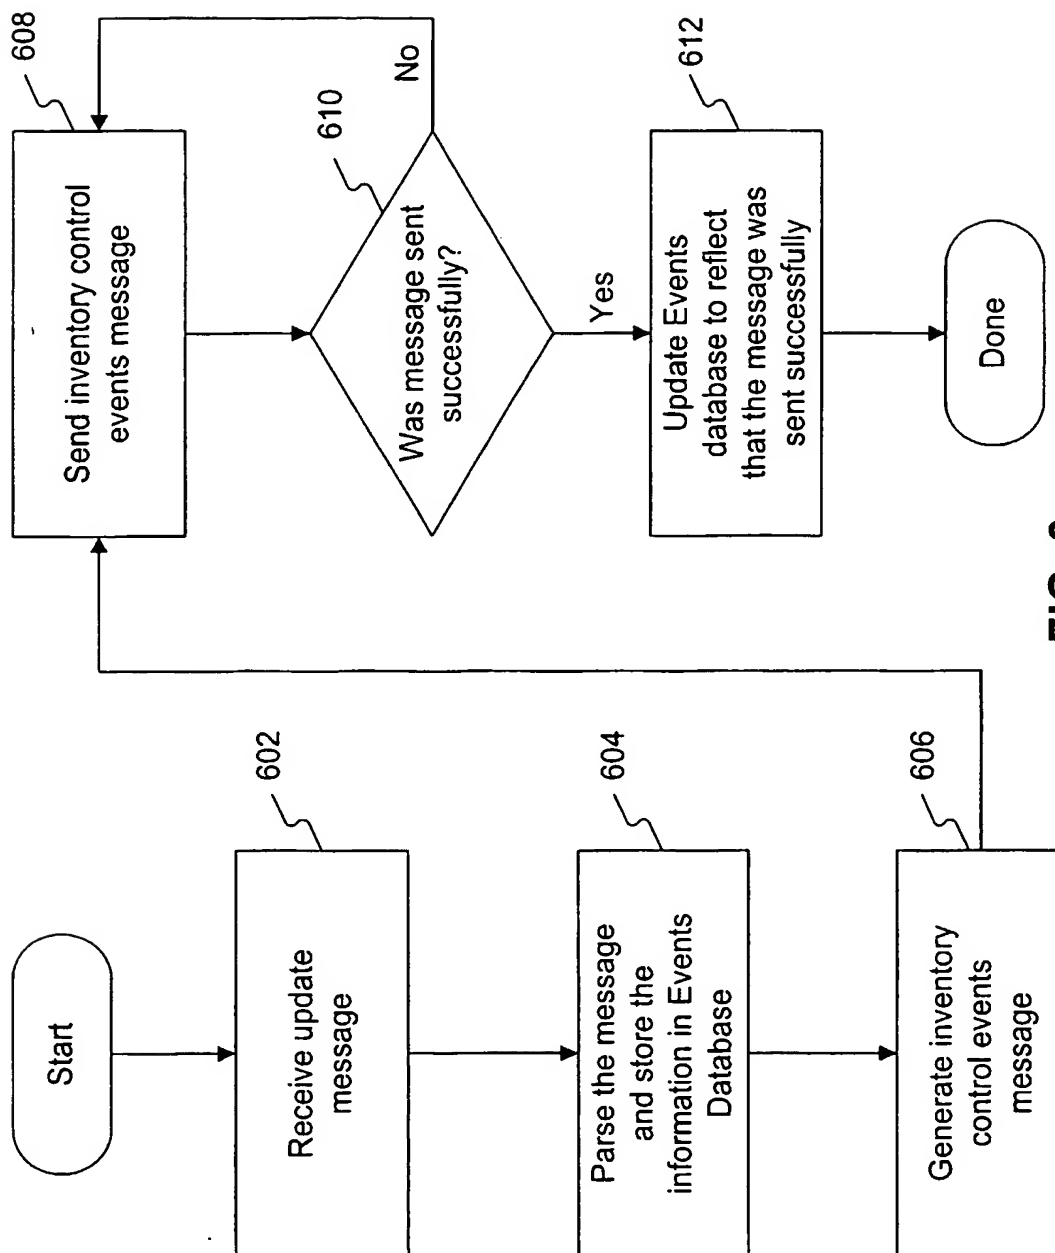 Start
602
Receive update
message
604
Parse the message
and store the
information in Events
Database
606
Generate inventory
control events
message
608
Send inventory control
events message
610
Was message sent
successfully?
No
Yes
612
Update Events
database to reflect
that the message was
sent successfully
Done